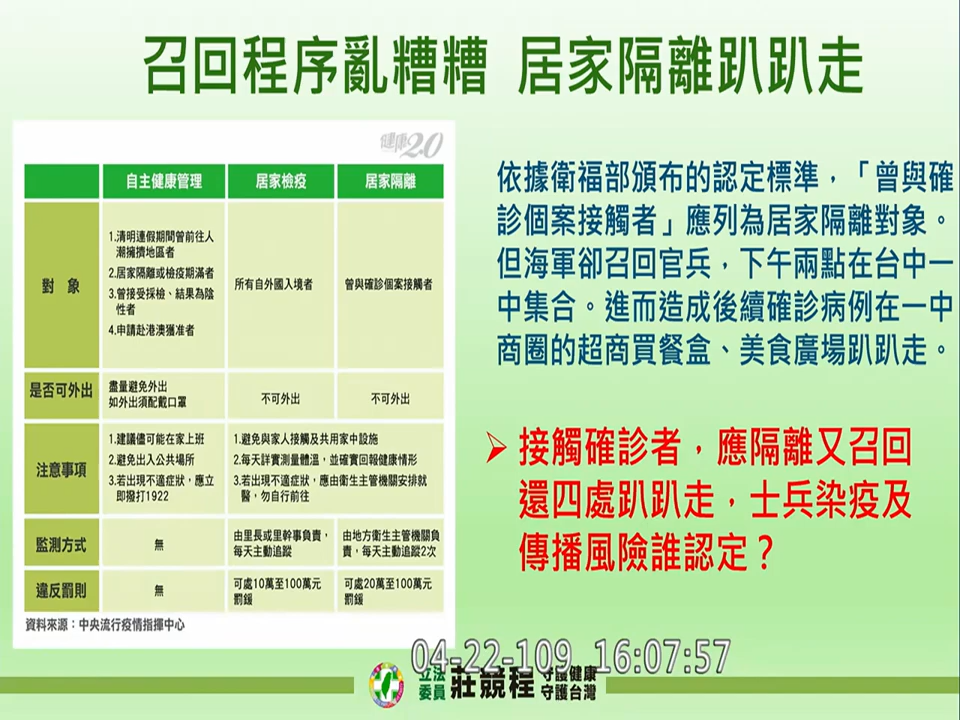 召回程序亂糟糟 居家隔離趴趴走
健康2.0
自主健康管理 居家檢疫 居家隔離
對 象
1.清明連假期間曾前往人
潮擁擠地區者
2.居家隔離或檢疫期滿者
3.曾接受採檢、結果為陰
性者
4.申請赴港澳獲准者
所有自外國入境者
曾與確診個案接觸者
是否可外出
盡量避免外出
如外出須配戴口罩
不可外出
不可外出
注意事項
1.建議儘可能在家上班
2.避免出入公共場所
3.若出現不適症狀,應立
即撥打1922
1.避免與家人接觸及共用家中設施
2.每天詳實測量體溫,並確實回報健康情形
3.若出現不適症狀,應由衛生主管機關安排就
醫,勿自行前往
監測方式
無
由里長或里幹事負責,
每天主動追蹤
由地方衛生主管機關負
責,每天主動追蹤2次
違反罰則
無
可處10萬至100萬元
罰鍰
可處20萬至100萬元
罰鍰
資料來源:中央流行疫情指揮中心
依據衛福部頒布的認定標準,「曾與確
診個案接觸者」應列為居家隔離對象。
但海軍卻召回官兵,下午兩點在台中一
中集合。進而造成後續確診病例在一中
商圈的超商買餐盒、美食廣場趴趴走。
➢ 接觸確診者,應隔離又召回
還四處趴趴走,士兵染疫及
傳播風險誰認定?
04-22-109 16:07:57
立法
委員
莊競程
守護健康
守護台灣